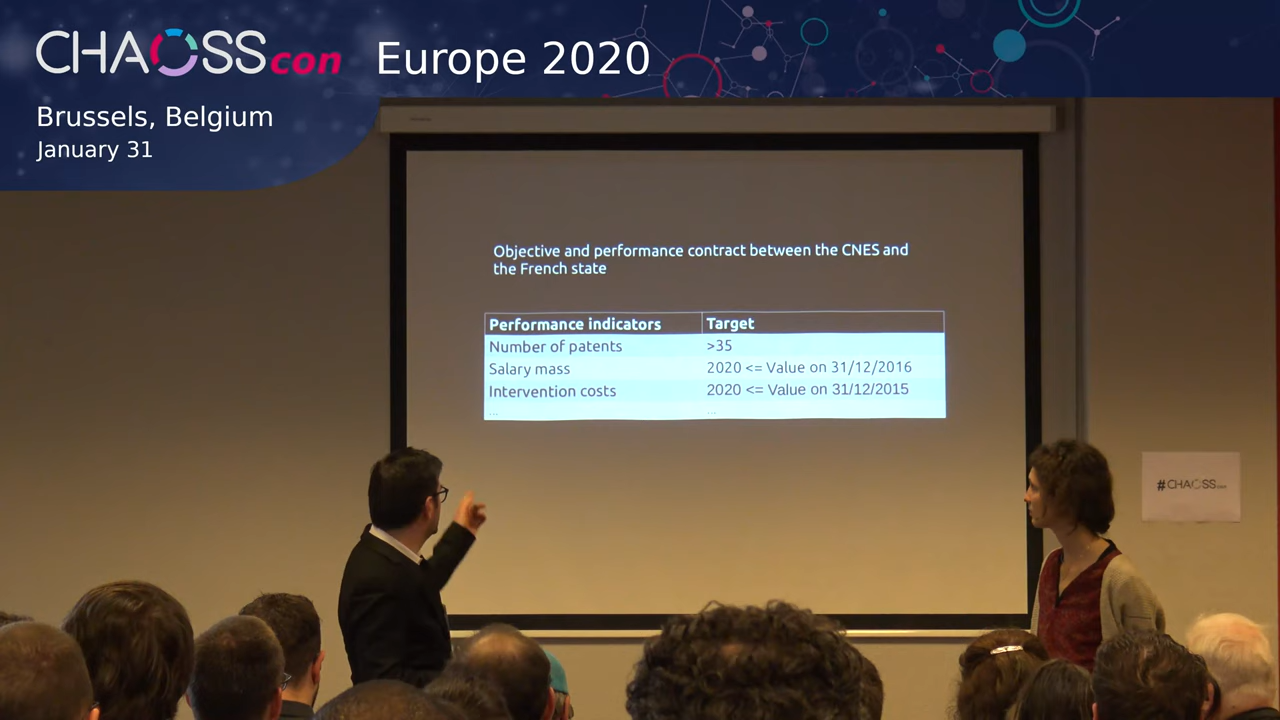 CHAOSScon Europe 2020
Brussels, Belgium
January 31
Objective and performance contract between the CNES and
the French state
Performance indicators Target
Number of patents >35
Salary mass 2020 <= Value on 31/12/2016
Intervention costs 2020 <= Value on 31/12/2015
... ...
#CHAOSScon